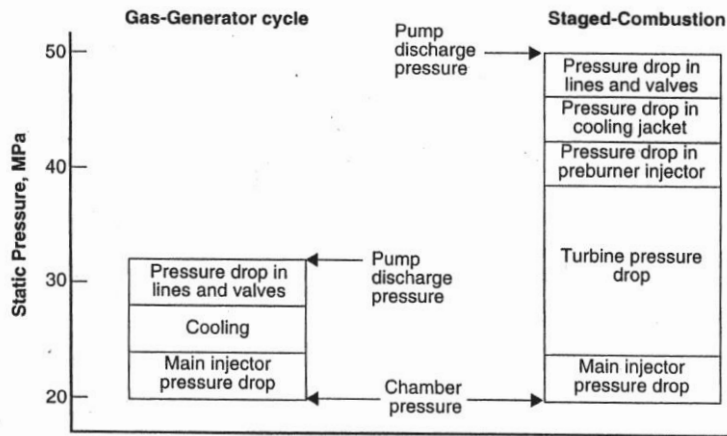 Gas-Generator cycle
Staged-Combustion
Static Pressure, MPa
50
40
30
20
Pump
discharge
pressure
Pressure drop in
lines and valves
Pressure drop in
cooling jacket
Pressure drop in
preburner injector
Turbine pressure
drop
Main injector
pressure drop
Pressure drop in
lines and valves
Cooling
Main injector
pressure drop
Pump
discharge
pressure
Chamber
pressure